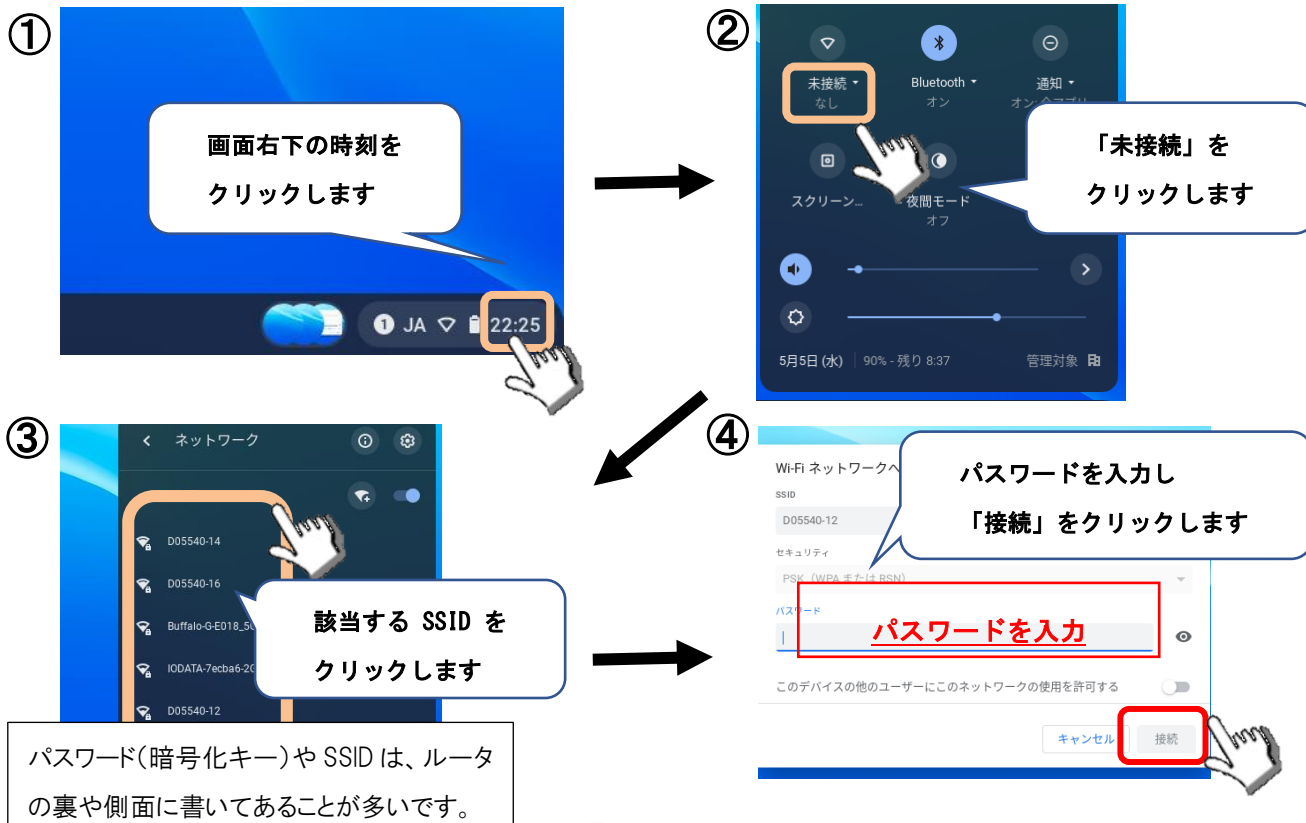 ①
画面右下の時刻を
クリックします
1 JA 22:25
②
未接続 Bluetooth 通知
なし オン オン:
「未接続」を
クリックします
スクリーン… 夜間モード
オフ
5月5日 (水) 90% - 残り 8:37 管理対象
③
ネットワーク
D05540-14
D05540-16
Buffalo-G-E018_5
IODATA-7ecba6-2
D05540-12
該当する SSID を
クリックします
パスワード(暗号化キー)や SSID は、ルータ
の裏や側面に書いてあることが多いです。
④
Wi-Fi ネットワークへ
SSID
D05540-12
セキュリティ
PSK（WPA または RSN）
パスワード
パスワードを入力
パスワードを入力し
「接続」をクリックします
このデバイスの他のユーザーにこのネットワークの使用を許可する
キャンセル 接続